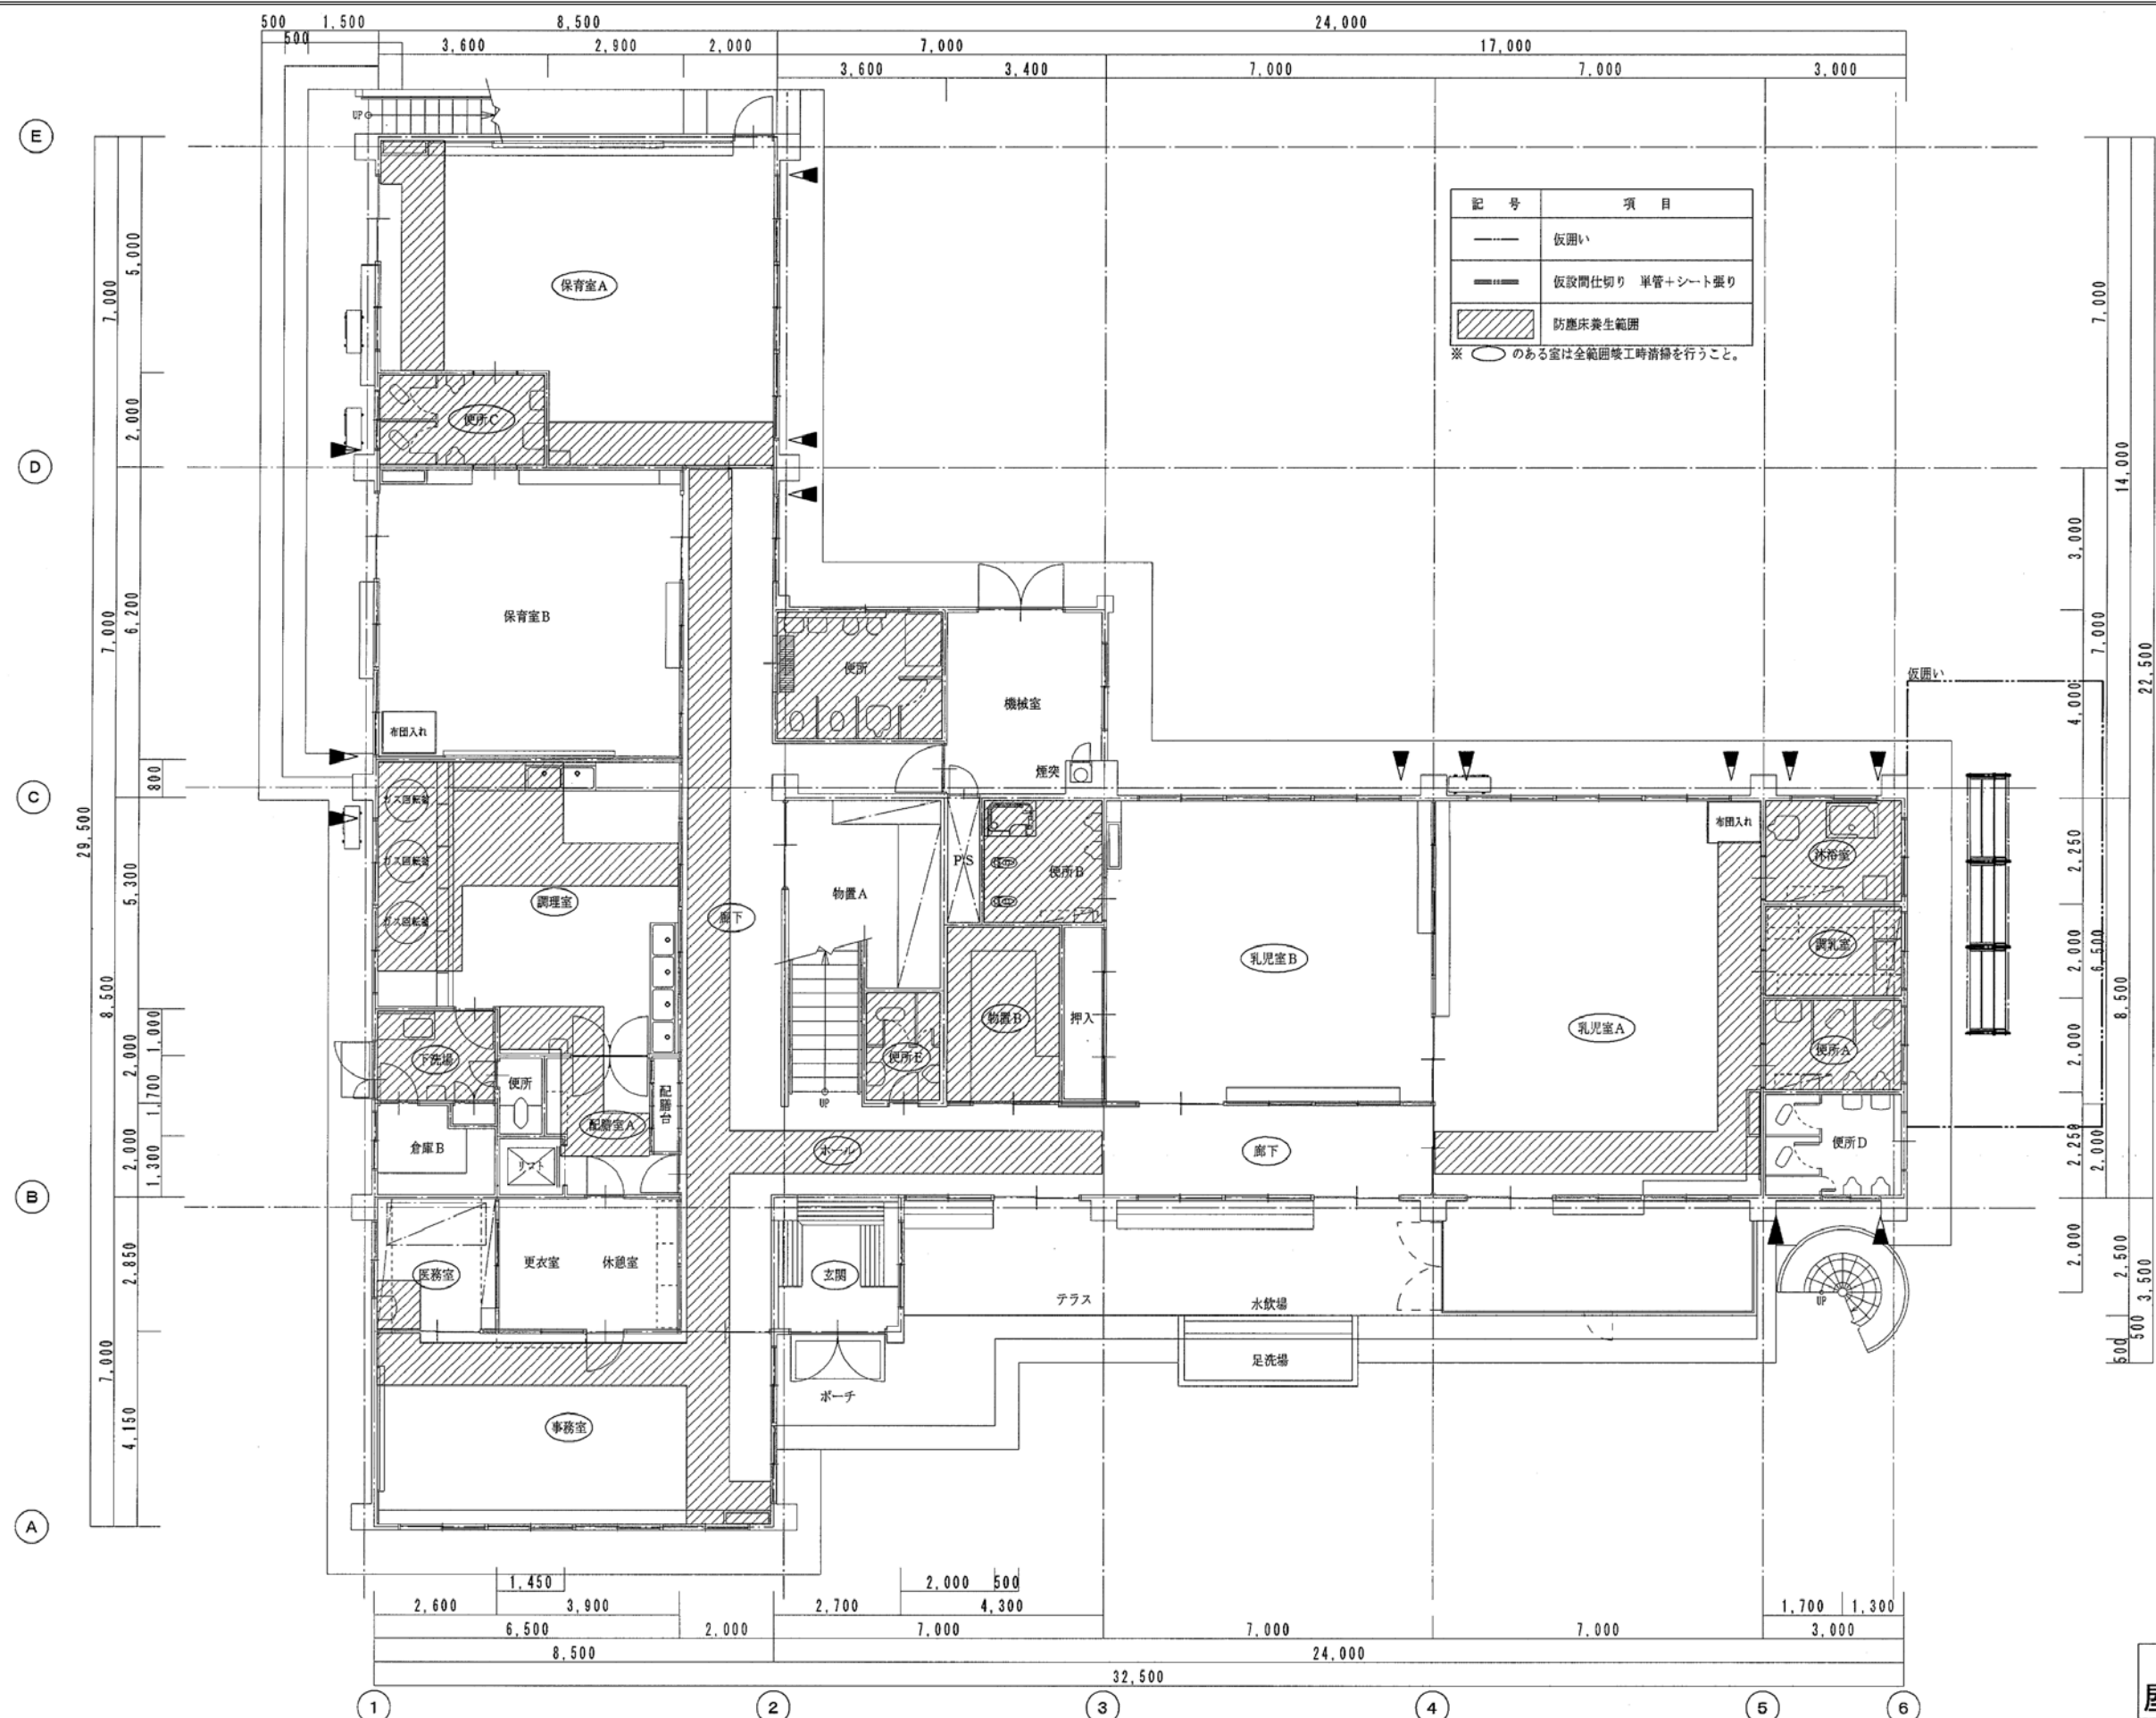 500 1,500 8,500 24,000
500 3,600 2,900 2,000 7,000 17,000
3,600 3,400 7,000 7,000 3,000
UP
E
記 号 項 目
仮囲い
仮設間仕切り 単管+シート張り
防塵床養生範囲
※ のある室は全範囲竣工時清掃を行うこと。
5,000
7,000
2,000
保育室A
便所C
D
7,000
14,000
3,000
7,000
22,500
4,000
7,000
6,200
800
保育室B
布団入れ
便所
機械室
煙突
仮囲い
C
29,500
5,300
8,500
1,000
2,000
1,700
2,000
1,300
ガス回転釜
ガス回転釜
ガス回転釜
調理室
廊下
物置A
PS
便所B
乳児室B
布団入れ
乳児室A
沐浴室
調乳室
便所A
便所D
2,250
2,000
6,500
8,500
2,000
2,250
2,000
下洗場
便所
配膳台
配膳室A
倉庫B
リフト
UP
便所E
物置B
押入
ホール
廊下
B
2,850
7,000
4,150
医務室
更衣室
休憩室
玄関
テラス
水飲場
足洗場
ポーチ
UP
2,000
2,500
3,500
500
500
事務室
A
1,450 2,000 500
2,600 3,900 2,700 4,300 1,700 1,300
6,500 2,000 7,000 7,000 7,000 3,000
8,500 24,000
32,500
1 2 3 4 5 6